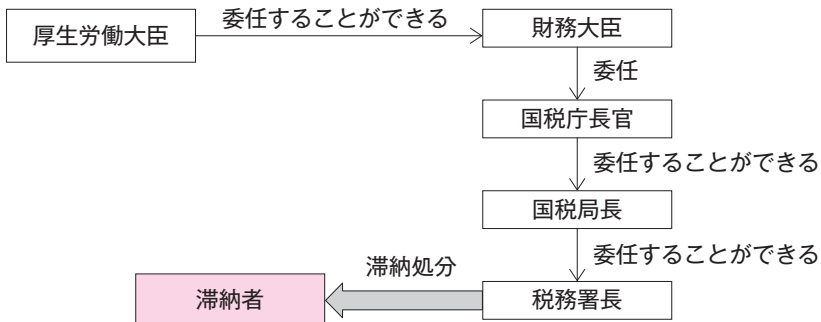 厚生労働大臣
委任することができる
財務大臣
委任
国税庁長官
委任することができる
国税局長
委任することができる
滞納処分
滞納者
税務署長